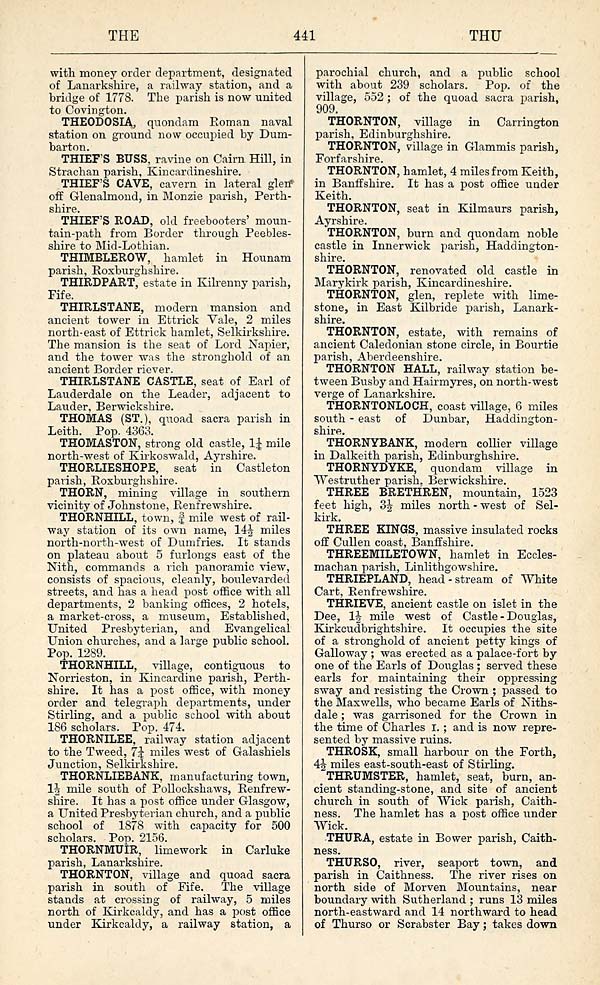 THE 441 THU
with money order department, designated
of Lanarkshire, a railway station, and a
bridge of 1778. The parish is now united
to Covington.
THEODOSIA, quondam Roman naval
station on ground now occupied by Dum-
barton.
THIEF'S BUSS, ravine on Cairn Hill, in
Strachan parish, Kincardineshire.
THIEF'S CAVE, cavern in lateral glen
off Glenalmond, in Monzie parish, Perth-
shire.
THIEF'S ROAD, old freebooters' moun-
tain-path from Border through Peebles-
shire to Mid-Lothian.
THIMBLEROW, hamlet in Hounam
parish, Roxburghshire.
THIRDPART, estate in Kilrenny parish,
Fife.
THIRLSTANE, modern mansion and
ancient tower in Ettrick Vale, 2 miles
north-east of Ettrick hamlet, Selkirkshire.
The mansion is the seat of Lord Napier,
and the tower was the stronghold of an
ancient Border riever.
THIRLSTANE CASTLE, seat of Earl of
Lauderdale on the Leader, adjacent to
Lauder, Berwickshire.
THOMAS (ST.), quoad sacra parish in
Leith. Pop. 4363.
THOMASTON, strong old castle, 1¼ mile
north-west of Kirkoswald, Ayrshire.
THORLIESHOPE, seat in Castleton
parish, Roxburghshire.
THORN, mining village in southern
vicinity of Johnstone, Renfrewshire.
THORNHILL, town, ¾ mile west of rail-
way station of its own name, 14½ miles
north-north-west of Dumfries. It stands
on plateau about 5 furlongs east of the
Nith, commands a rich panoramic view,
consists of spacious, cleanly, boulevarded
streets, and has a head post office with all
departments, 2 banking offices, 2 hotels,
a market-cross, a museum, Established,
United Presbyterian, and Evangelical
Union churches, and a large public school.
Pop. 1289.
THORNHILL, village, contiguous to
Norrieston, in Kincardine parish, Perth-
shire. It has a post office, with money
order and telegraph departments, under
Stirling, and a public school with about
186 scholars. Pop. 474.
THORNILEE, railway station adjacent
to the Tweed, 7¼ miles west of Galashiels
Junction, Selkirkshire.
THORNLIEBANK, manufacturing town,
1½ mile south of Pollockshaws, Renfrew-
shire. It has a post office under Glasgow,
a United Presbyterian church, and a public
school of 1878 with capacity for 500
scholars. Pop. 2156.
THORNMUIR, limework in Carluke
parish, Lanarkshire.
THORNTON, village and quoad sacra
parish in south of Fife. The village
stands at crossing of railway, 5 miles
north of Kirkcaldy, and has a post office
under Kirkcaldy, a railway station, a
parochial church, and a public school
with about 239 scholars. Pop. of the
village, 552; of the quoad sacra parish,
909.
THORNTON, village in Carrington
parish, Edinburghshire.
THORNTON, village in Glammis parish,
Forfarshire.
THORNTON, hamlet, 4 miles from Keith,
in Banffshire. It has a post office under
Keith.
THORNTON, seat in Kilmaurs parish,
Ayrshire.
THORNTON, burn and quondam noble
castle in Innerwick parish, Haddington-
shire.
THORNTON, renovated old castle in
Marykirk parish, Kincardineshire.
THORNTON, glen, replete with lime-
stone, in East Kilbride parish, Lanark-
shire.
THORNTON, estate, with remains of
ancient Caledonian stone circle, in Bourtie
parish, Aberdeenshire.
THORNTON HALL, railway station be-
tween Busby and Hairmyres, on north-west
verge of Lanarkshire.
THORNTONLOCH, coast village, 6 miles
south-east of Dunbar, Haddington-
shire.
THORNYBANK, modern collier village
in Dalkeith parish, Edinburghshire.
THORNYDYKE, quondam village in
Westruther parish, Berwickshire.
THREE BRETHREN, mountain, 1523
feet high, 3½ miles north-west of Sel-
kirk.
THREE KINGS, massive insulated rocks
off Cullen coast, Banffshire.
THREEMILETOWN, hamlet in Eccles-
machan parish, Linlithgowshire.
THRIEPLAND, head-stream of White
Cart, Renfrewshire.
THRIEVE, ancient castle on islet in the
Dee, 1½ mile west of Castle-Douglas,
Kirkcudbrightshire. It occupies the site
of a stronghold of ancient petty kings of
Galloway; was erected as a palace-fort by
one of the Earls of Douglas; served these
earls for maintaining their oppressing
sway and resisting the Crown; passed to
the Maxwells, who became Earls of Niths-
dale; was garrisoned for the Crown in
the time of Charles I.; and is now repre-
sented by massive ruins.
THROSK, small harbour on the Forth,
4½ miles east-south-east of Stirling.
THRUMSTER, hamlet, seat, burn, an-
cient standing-stone, and site of ancient
church in south of Wick parish, Caith-
ness. The hamlet has a post office under
Wick.
THURA, estate in Bower parish, Caith-
ness.
THURSO, river, seaport town, and
parish in Caithness. The river rises on
north side of Morven Mountains, near
boundary with Sutherland; runs 13 miles
north-eastward and 14 northward to head
of Thurso or Scrabster Bay; takes down